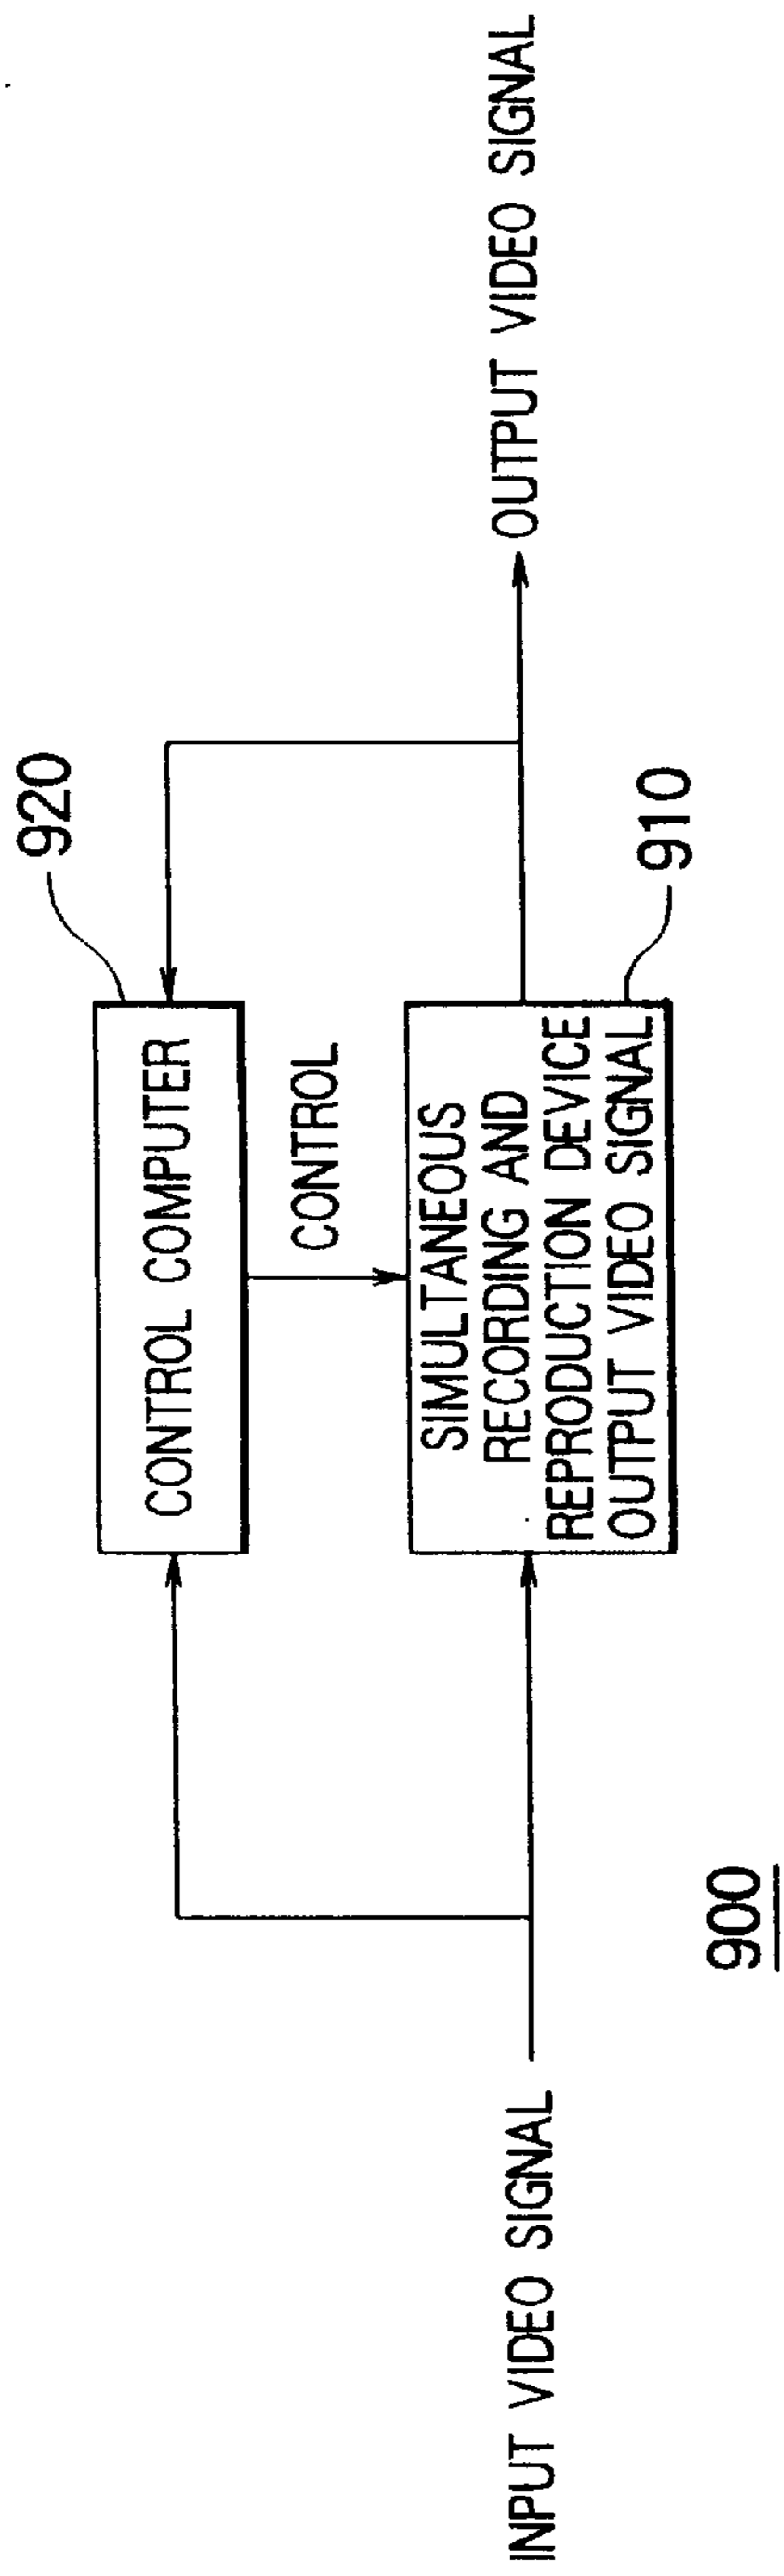 920
CONTROL COMPUTER
CONTROL
SIMULTANEOUS
RECORDING AND
REPRODUCTION DEVICE
OUTPUT VIDEO SIGNAL
910
INPUT VIDEO SIGNAL
OUTPUT VIDEO SIGNAL
900